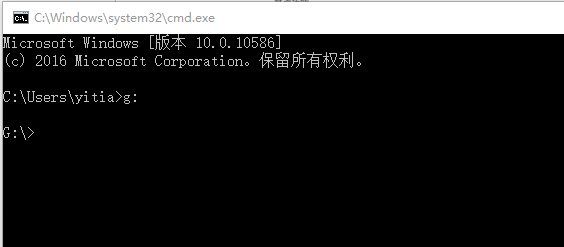 C:\Windows\system32\cmd.exe
Microsoft Windows [版本 10.0.10586]
(c) 2016 Microsoft Corporation。保留所有权利。
C:\Users\yitia>g:
G:\>